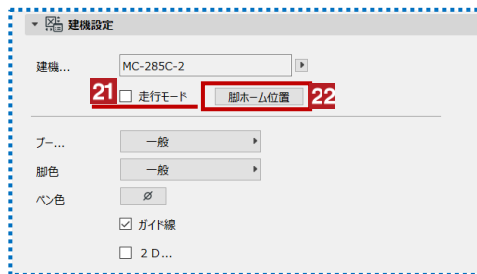 建機設定
建機... MC-285C-2
21 走行モード 脚ホーム位置 22
ブー... 一般
脚色 一般
ペン色
ガイド線
2D...